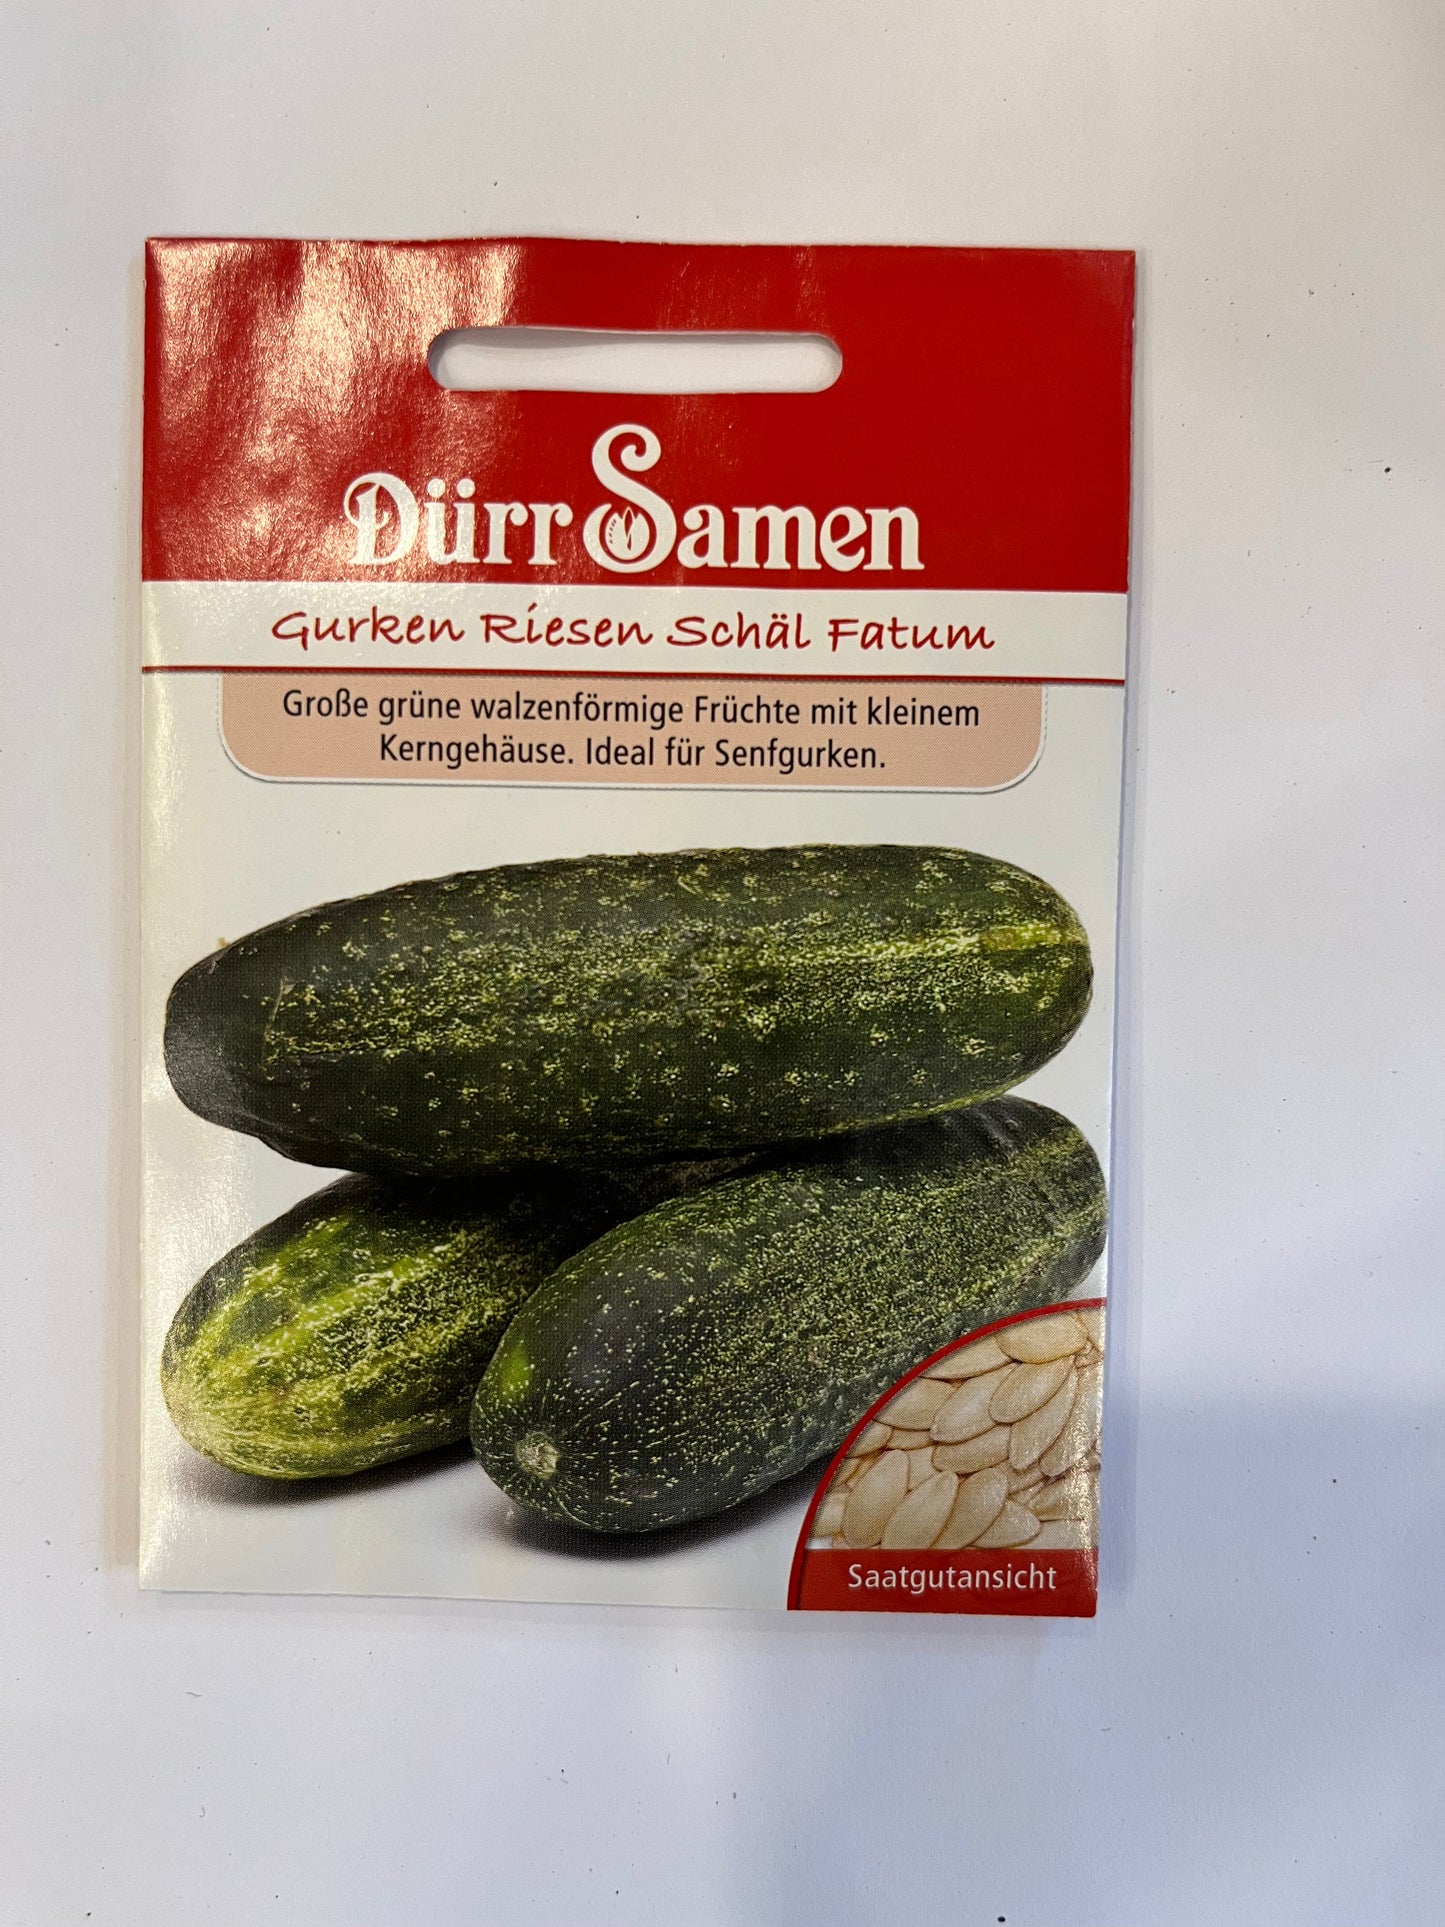 Dürr Samen
Gurken Riesen Schäl Fatum
Große grüne walzenförmige Früchte mit kleinem
Kerngehäuse. Ideal für Senfgurken.
Saatgutansicht